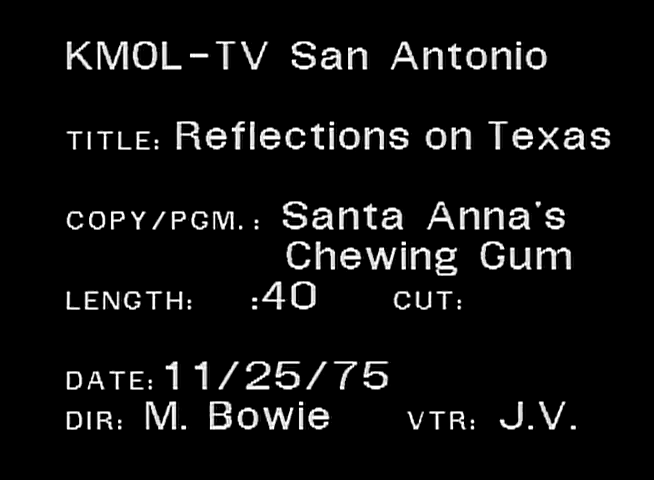 KMOL-TV San Antonio
TITLE: Reflections on Texas
COPY/PGM.: Santa Anna's
Chewing Gum
LENGTH: :40 CUT:
DATE: 11/25/75
DIR: M. Bowie VTR: J.V.